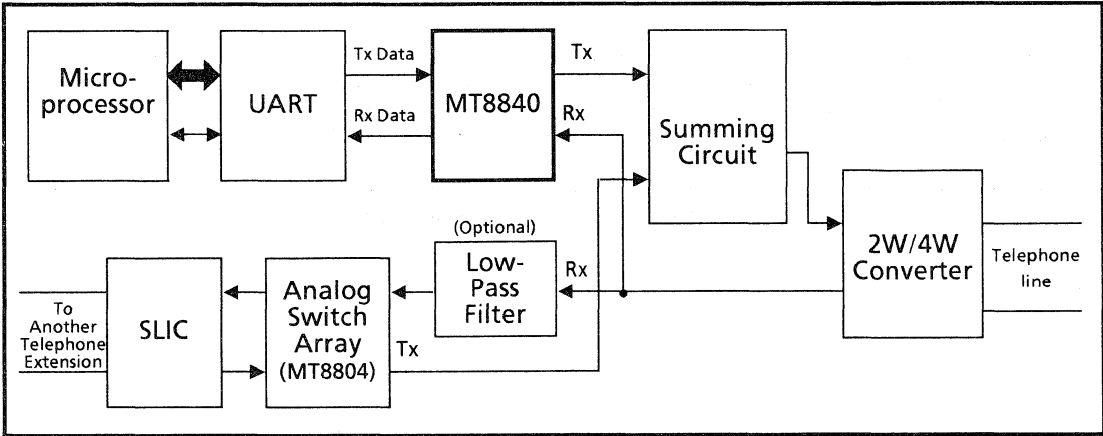 Micro-
processor
UART
Tx Data
Rx Data
MT8840
Tx
Rx
Summing
Circuit
2W/4W
Converter
Telephone
line
(Optional)
Low-
Pass
Filter
Rx
Analog
Switch
Array
(MT8804)
Tx
SLIC
To
Another
Telephone
Extension